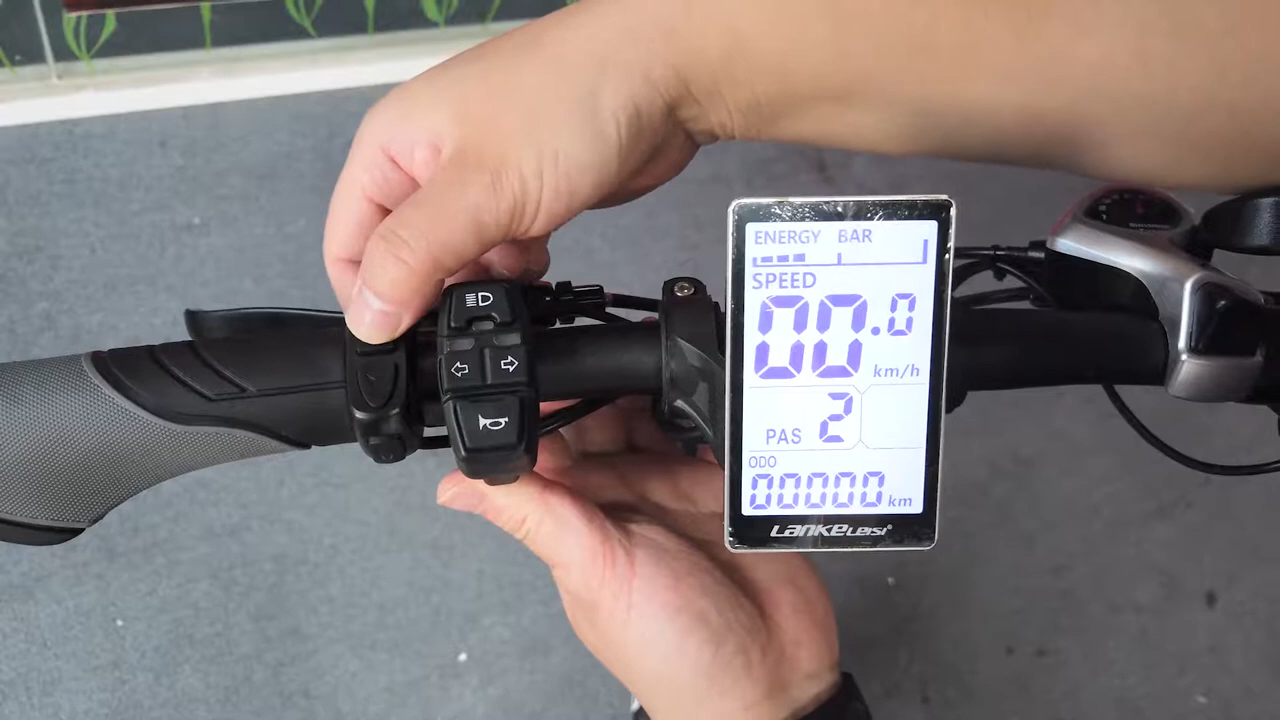 ENERGY BAR
SPEED
00.0
km/h
PAS 2
ODO
00000 km
LANKELEISI®